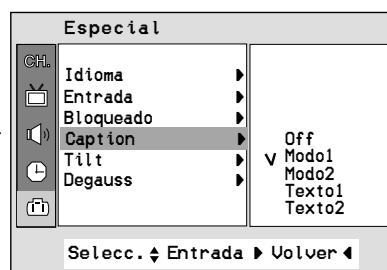 Especial
CH.
Idioma
Entrada
Bloqueado
Caption
Tilt
Degauss
Off
Modo1
Modo2
Texto1
Texto2
Selecc. Entrada Volver